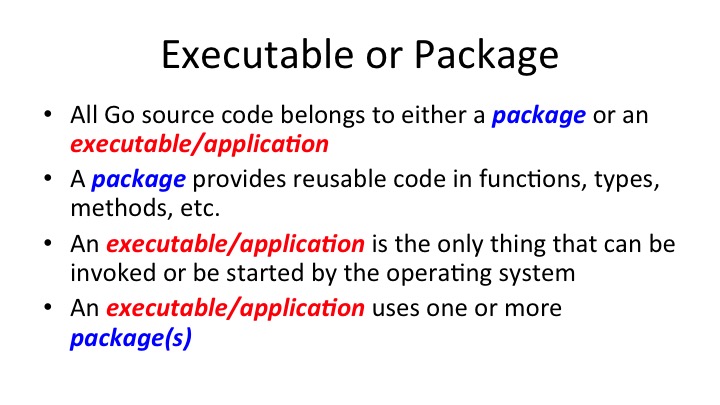 Executable or Package
• All Go source code belongs to either a package or an
executable/application
• A package provides reusable code in functions, types,
methods, etc.
• An executable/application is the only thing that can be
invoked or be started by the operating system
• An executable/application uses one or more
package(s)